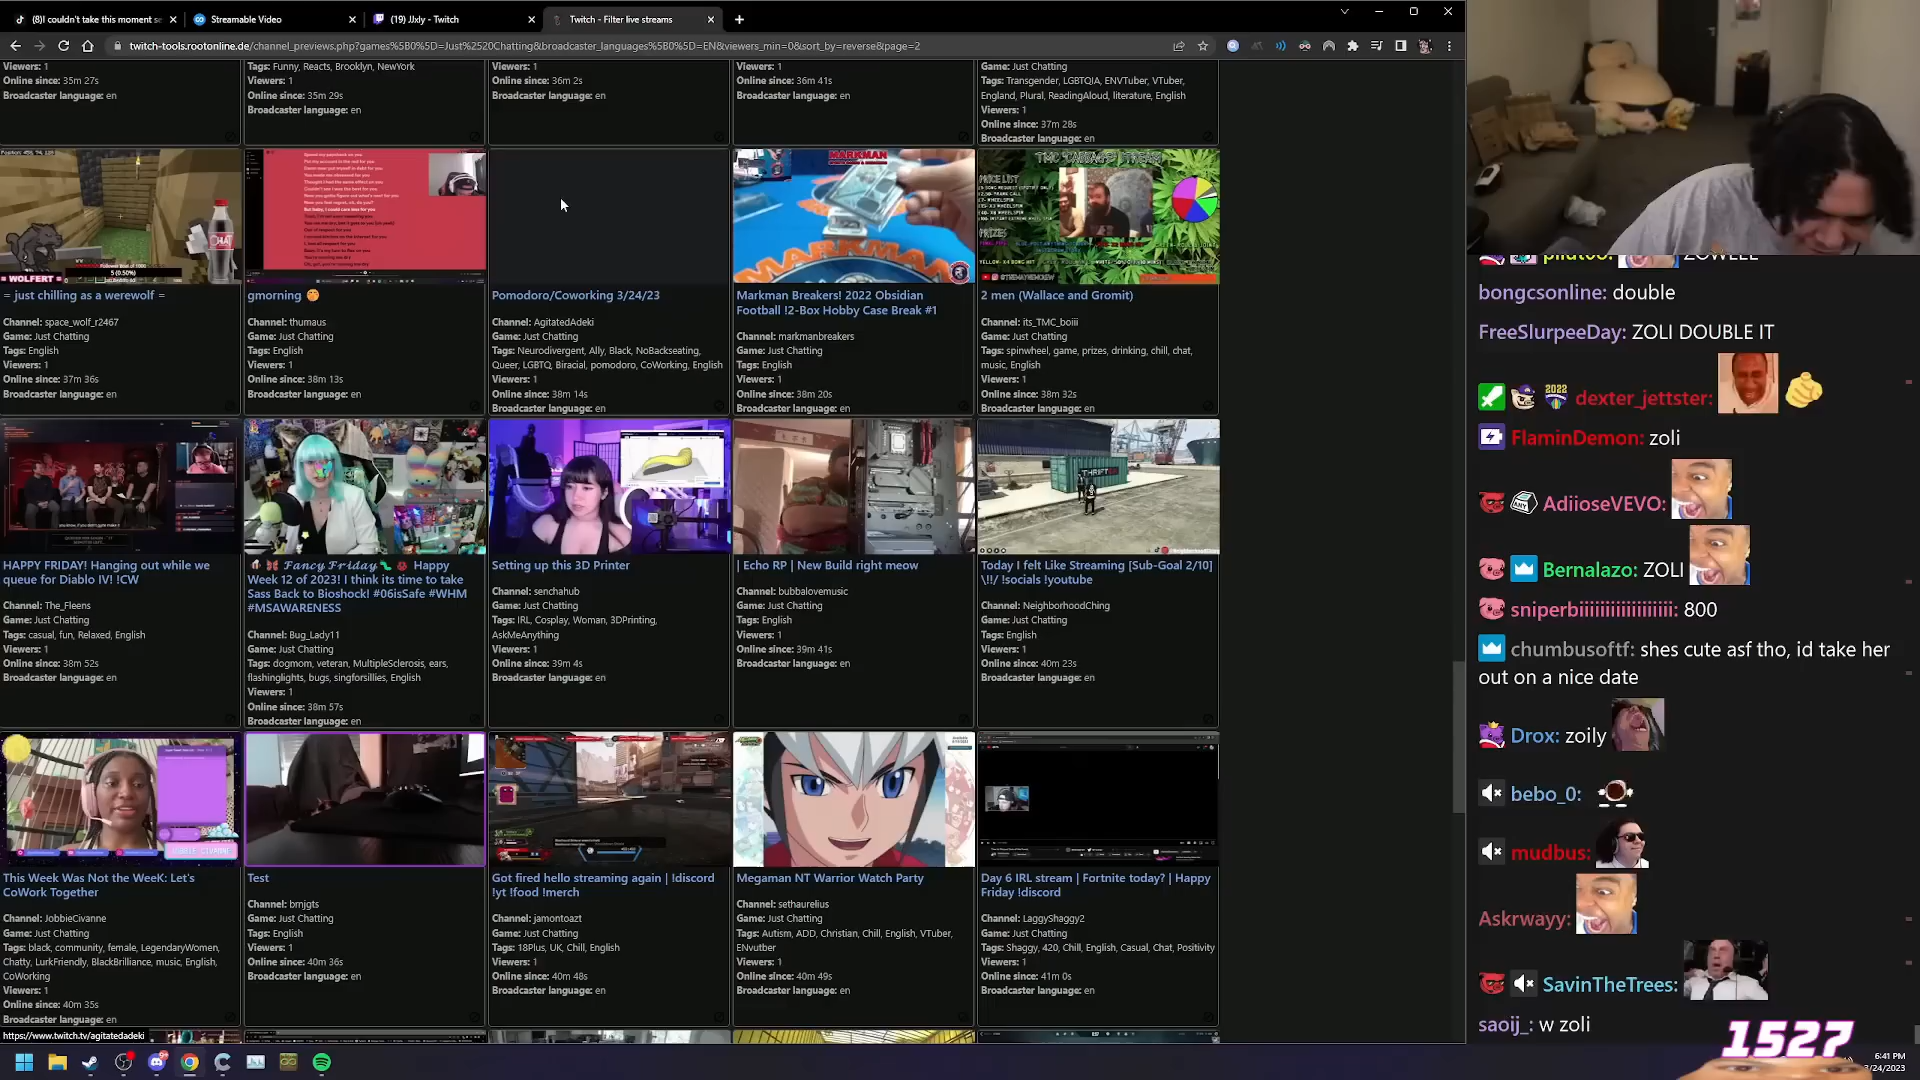 (8)I couldn't take this moment se
Streamable Video
(19) JJxly - Twitch
Twitch - Filter live streams
twitch-tools.rootonline.de/channel_previews.php?games%5B0%5D=Just%2520Chatting&broadcaster_languages%5B0%5D=EN&viewers_min=0&sort_by=reverse&page=2
Viewers: 1
Online since: 35m 27s
Broadcaster language: en
Tags: Funny, Reacts, Brooklyn, NewYork
Viewers: 1
Online since: 35m 29s
Broadcaster language: en
Viewers: 1
Online since: 36m 2s
Broadcaster language: en
Viewers: 1
Online since: 36m 41s
Broadcaster language: en
Game: Just Chatting
Tags: Transgender, LGBTQIA, ENVTuber, VTuber,
England, Plural, ReadingAloud, literature, English
Viewers: 1
Online since: 37m 28s
Broadcaster language: en
WOLFERT
CHAT
= just chilling as a werewolf =
Channel: space_wolf_r2467
Game: Just Chatting
Tags: English
Viewers: 1
Online since: 37m 36s
Broadcaster language: en
gmorning
Channel: thumaus
Game: Just Chatting
Tags: English
Viewers: 1
Online since: 38m 13s
Broadcaster language: en
Pomodoro/Coworking 3/24/23
Channel: AgitatedAdeki
Game: Just Chatting
Tags: Neurodivergent, Ally, Black, NoBackseating,
Queer, LGBTQ, Biracial, pomodoro, CoWorking, English
Viewers: 1
Online since: 38m 14s
Broadcaster language: en
MARKMAN
Markman Breakers! 2022 Obsidian
Football !2-Box Hobby Case Break #1
Channel: markmanbreakers
Game: Just Chatting
Tags: English
Viewers: 1
Online since: 38m 20s
Broadcaster language: en
TMC GARBAGE STREAM
PRICE LIST
PRIZES
2 men (Wallace and Gromit)
Channel: its_TMC_boiii
Game: Just Chatting
Tags: spinwheel, game, prizes, drinking, chill, chat,
music, English
Viewers: 1
Online since: 38m 32s
Broadcaster language: en
HAPPY FRIDAY! Hanging out while we
queue for Diablo IV! !CW
Channel: The_Fleens
Game: Just Chatting
Tags: casual, fun, Relaxed, English
Viewers: 1
Online since: 38m 52s
Broadcaster language: en
Fancy Friday Happy
Week 12 of 2023! I think its time to take
Sass Back to Bioshock! #06isSafe #WHM
#MSAWARENESS
Channel: Bug_Lady11
Game: Just Chatting
Tags: dogmom, veteran, MultipleSclerosis, ears,
flashinglights, bugs, singforsillies, English
Viewers: 1
Online since: 38m 57s
Broadcaster language: en
Setting up this 3D Printer
Channel: senchahub
Game: Just Chatting
Tags: IRL, Cosplay, Woman, 3DPrinting,
AskMeAnything
Viewers: 1
Online since: 39m 4s
Broadcaster language: en
| Echo RP | New Build right meow
Channel: bubbalovemusic
Game: Just Chatting
Tags: English
Viewers: 1
Online since: 39m 41s
Broadcaster language: en
THRIFT
Today I felt Like Streaming [Sub-Goal 2/10]
\!!/ !socials !youtube
Channel: NeighborhoodChing
Game: Just Chatting
Tags: English
Viewers: 1
Online since: 40m 23s
Broadcaster language: en
This Week Was Not the WeeK: Let's
CoWork Together
Channel: JobbieCivanne
Game: Just Chatting
Tags: black, community, female, LegendaryWomen,
Chatty, LurkFriendly, BlackBrilliance, music, English,
CoWorking
Viewers: 1
Online since: 40m 35s
Broadcaster language: en
Test
Channel: brnjgts
Game: Just Chatting
Tags: English
Viewers: 1
Online since: 40m 36s
Broadcaster language: en
Got fired hello streaming again | !discord
!yt !food !merch
Channel: jamontoazt
Game: Just Chatting
Tags: 18Plus, UK, Chill, English
Viewers: 1
Online since: 40m 48s
Broadcaster language: en
Megaman NT Warrior Watch Party
Channel: sethaurelius
Game: Just Chatting
Tags: Autism, ADD, Christian, Chill, English, VTuber,
ENvutber
Viewers: 1
Online since: 40m 49s
Broadcaster language: en
Day 6 IRL stream | Fortnite today? | Happy
Friday !discord
Channel: LaggyShaggy2
Game: Just Chatting
Tags: Shaggy, 420, Chill, English, Casual, Chat, Positivity
Viewers: 1
Online since: 41m 0s
Broadcaster language: en
https://www.twitch.tv/agitatedadeki
bongcsonline: double
FreeSlurpeeDay: ZOLI DOUBLE IT
2022
dexter_jettster:
FlaminDemon: zoli
AdiioseVEVO:
Bernalazo: ZOLI
sniperbiiiiiiiiiiiiiiiiii: 800
chumbusoftf: shes cute asf tho, id take her
out on a nice date
Drox: zoily
bebo_0:
mudbus:
Askrwayy:
SavinTheTrees:
saoij_: w zoli
1527
6:41 PM
3/24/2023